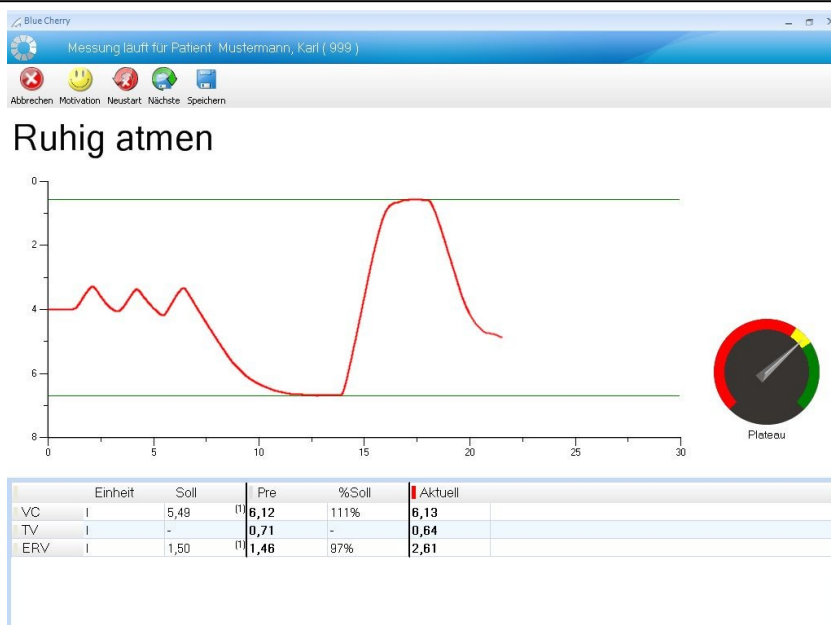 Blue Cherry
Messung läuft für Patient Mustermann, Karl ( 999 )
Abbrechen Motivation Neustart Nächste Speichern
Ruhig atmen
0
2
4
6
8
0 5 10 15 20 25 30
Plateau
Einheit Soll Pre %Soll Aktuell
VC l 5,49 (1) 6,12 111% 6,13
TV l - 0,71 - 0,64
ERV l 1,50 (1) 1,46 97% 2,61